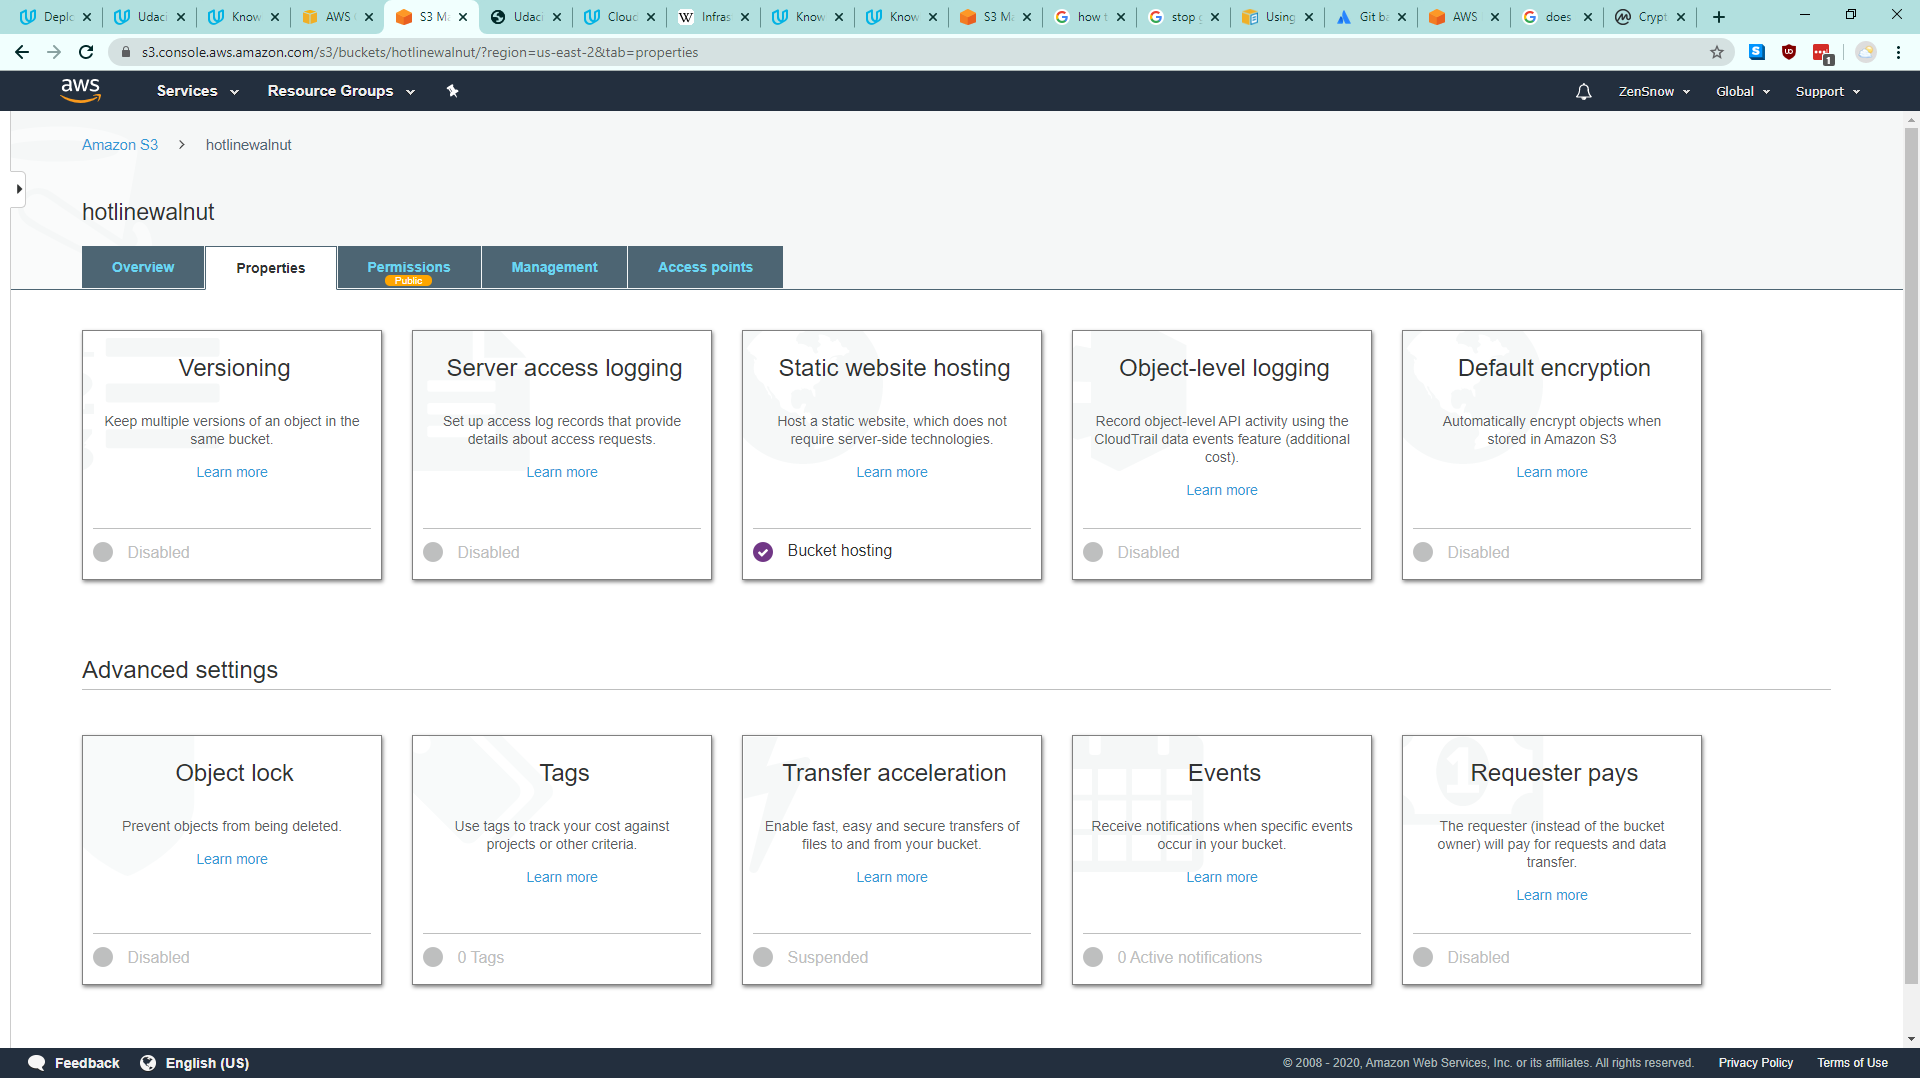 Deplo
Udaci
Know
AWS
S3 Ma
Udaci
Cloud
Infras
Know
Know
S3 Ma
how t
stop g
Using
Git ba
AWS
does
Crypt
s3.console.aws.amazon.com/s3/buckets/hotlinewalnut/?region=us-east-2&tab=properties
1
aws
Services
Resource Groups
ZenSnow
Global
Support
Amazon S3 > hotlinewalnut
hotlinewalnut
Overview
Properties
Permissions
Public
Management
Access points
Versioning
Keep multiple versions of an object in the
same bucket.
Learn more
Disabled
Server access logging
Set up access log records that provide
details about access requests.
Learn more
Disabled
Static website hosting
Host a static website, which does not
require server-side technologies.
Learn more
Bucket hosting
Object-level logging
Record object-level API activity using the
CloudTrail data events feature (additional
cost).
Learn more
Disabled
Default encryption
Automatically encrypt objects when
stored in Amazon S3
Learn more
Disabled
Advanced settings
Object lock
Prevent objects from being deleted.
Learn more
Disabled
Tags
Use tags to track your cost against
projects or other criteria.
Learn more
0 Tags
Transfer acceleration
Enable fast, easy and secure transfers of
files to and from your bucket.
Learn more
Suspended
Events
Receive notifications when specific events
occur in your bucket.
Learn more
0 Active notifications
Requester pays
The requester (instead of the bucket
owner) will pay for requests and data
transfer.
Learn more
Disabled
Feedback
English (US)
© 2008 - 2020, Amazon Web Services, Inc. or its affiliates. All rights reserved.
Privacy Policy
Terms of Use